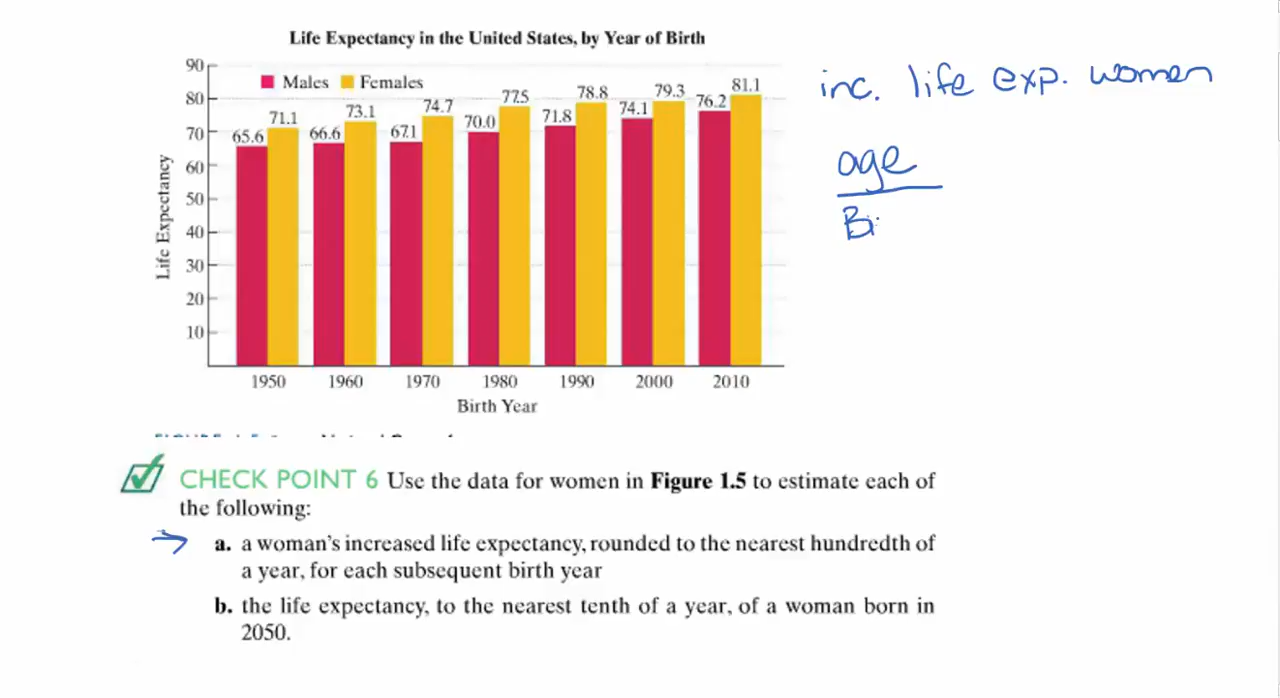 Life Expectancy in the United States, by Year of Birth
90
Males Females
80
70
60
50
40
30
20
10
Life Expectancy
65.6 71.1 66.6 73.1 67.1 74.7 70.0 77.5 71.8 78.8 74.1 79.3 76.2 81.1
1950 1960 1970 1980 1990 2000 2010
Birth Year
inc. life exp. women
age
Bi
CHECK POINT 6 Use the data for women in Figure 1.5 to estimate each of
the following:
a. a woman's increased life expectancy, rounded to the nearest hundredth of
a year, for each subsequent birth year
b. the life expectancy, to the nearest tenth of a year, of a woman born in
2050.